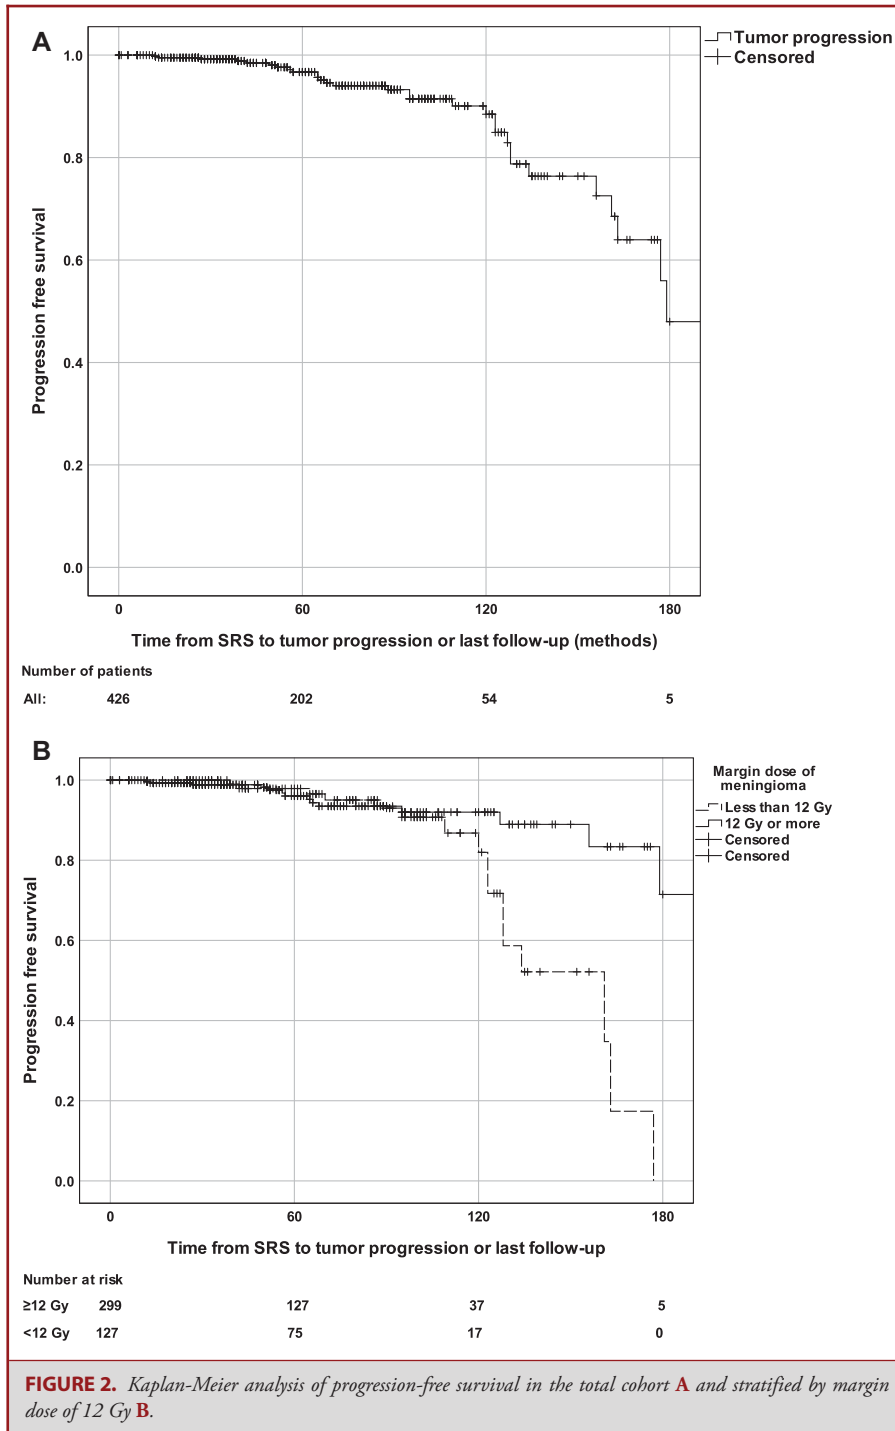 A
Tumor progression
Censored
1.0
0.8
0.6
0.4
0.2
0.0
Progression free survival
0 60 120 180
Time from SRS to tumor progression or last follow-up (methods)
Number of patients
All: 426 202 54 5
B
Margin dose of
meningioma
Less than 12 Gy
12 Gy or more
Censored
Censored
1.0
0.8
0.6
0.4
0.2
0.0
Progression free survival
0 60 120 180
Time from SRS to tumor progression or last follow-up
Number at risk
≥12 Gy 299 127 37 5
<12 Gy 127 75 17 0
FIGURE 2. Kaplan-Meier analysis of progression-free survival in the total cohort A and stratified by margin
dose of 12 Gy B.